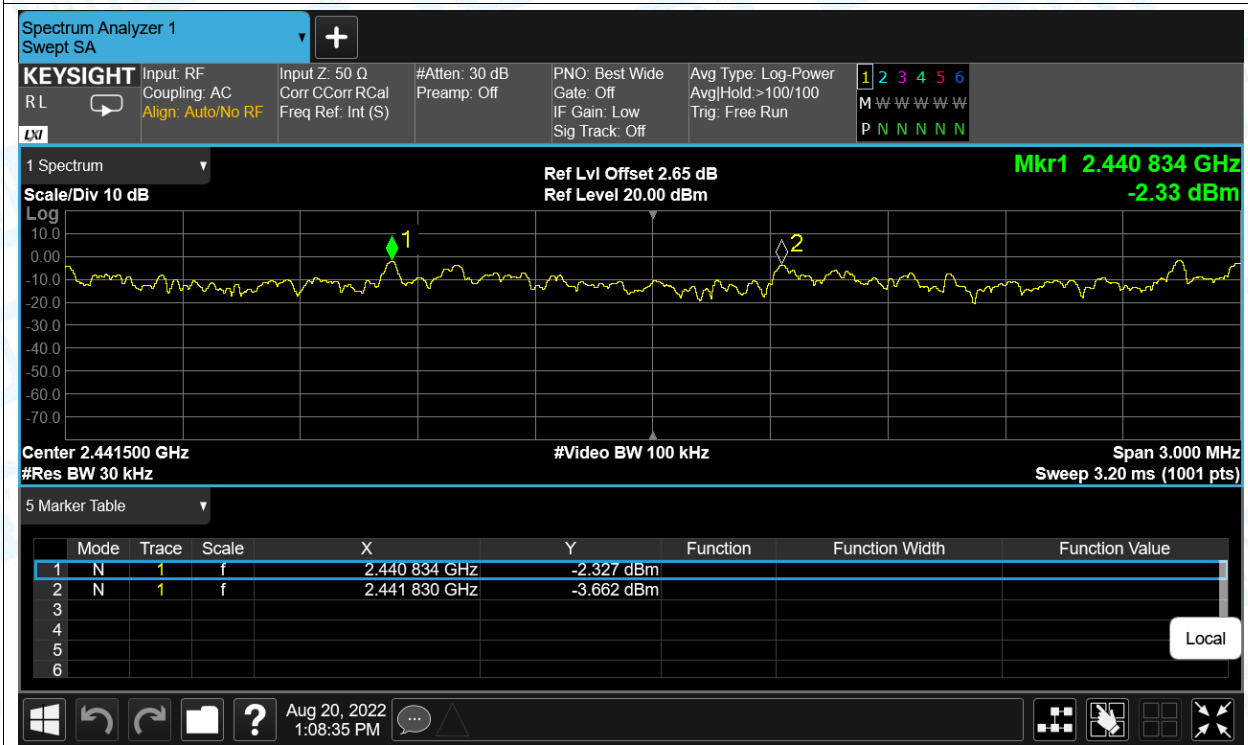 Spectrum Analyzer 1
Swept SA
+
KEYSIGHT
RL
LXI
Input: RF
Coupling: AC
Align: Auto/No RF
Input Z: 50 Ω
Corr CCorr RCal
Freq Ref: Int (S)
#Atten: 30 dB
Preamp: Off
PNO: Best Wide
Gate: Off
IF Gain: Low
Sig Track: Off
Avg Type: Log-Power
Avg|Hold:>100/100
Trig: Free Run
1 2 3 4 5 6
M W W W W W
P N N N N N
1 Spectrum
Scale/Div 10 dB
Ref Lvl Offset 2.65 dB
Ref Level 20.00 dBm
Mkr1 2.440 834 GHz
-2.33 dBm
Log
10.0
0.00
-10.0
-20.0
-30.0
-40.0
-50.0
-60.0
-70.0
1
2
Center 2.441500 GHz
#Res BW 30 kHz
#Video BW 100 kHz
Span 3.000 MHz
Sweep 3.20 ms (1001 pts)
5 Marker Table
Mode Trace Scale X Y Function Function Width Function Value
1 N 1 f 2.440 834 GHz -2.327 dBm
2 N 1 f 2.441 830 GHz -3.662 dBm
3
4
5
6
Local
?
Aug 20, 2022
1:08:35 PM